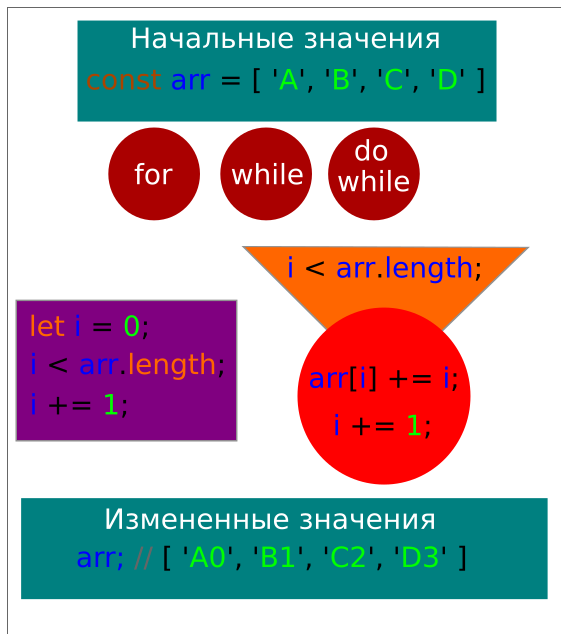 Начальные значения
const arr = [ 'A', 'B', 'C', 'D' ]
for
while
do
while
i < arr.length;
let i = 0;
i < arr.length;
i += 1;
arr[i] += i;
i += 1;
Измененные значения
arr; // [ 'A0', 'B1', 'C2', 'D3' ]